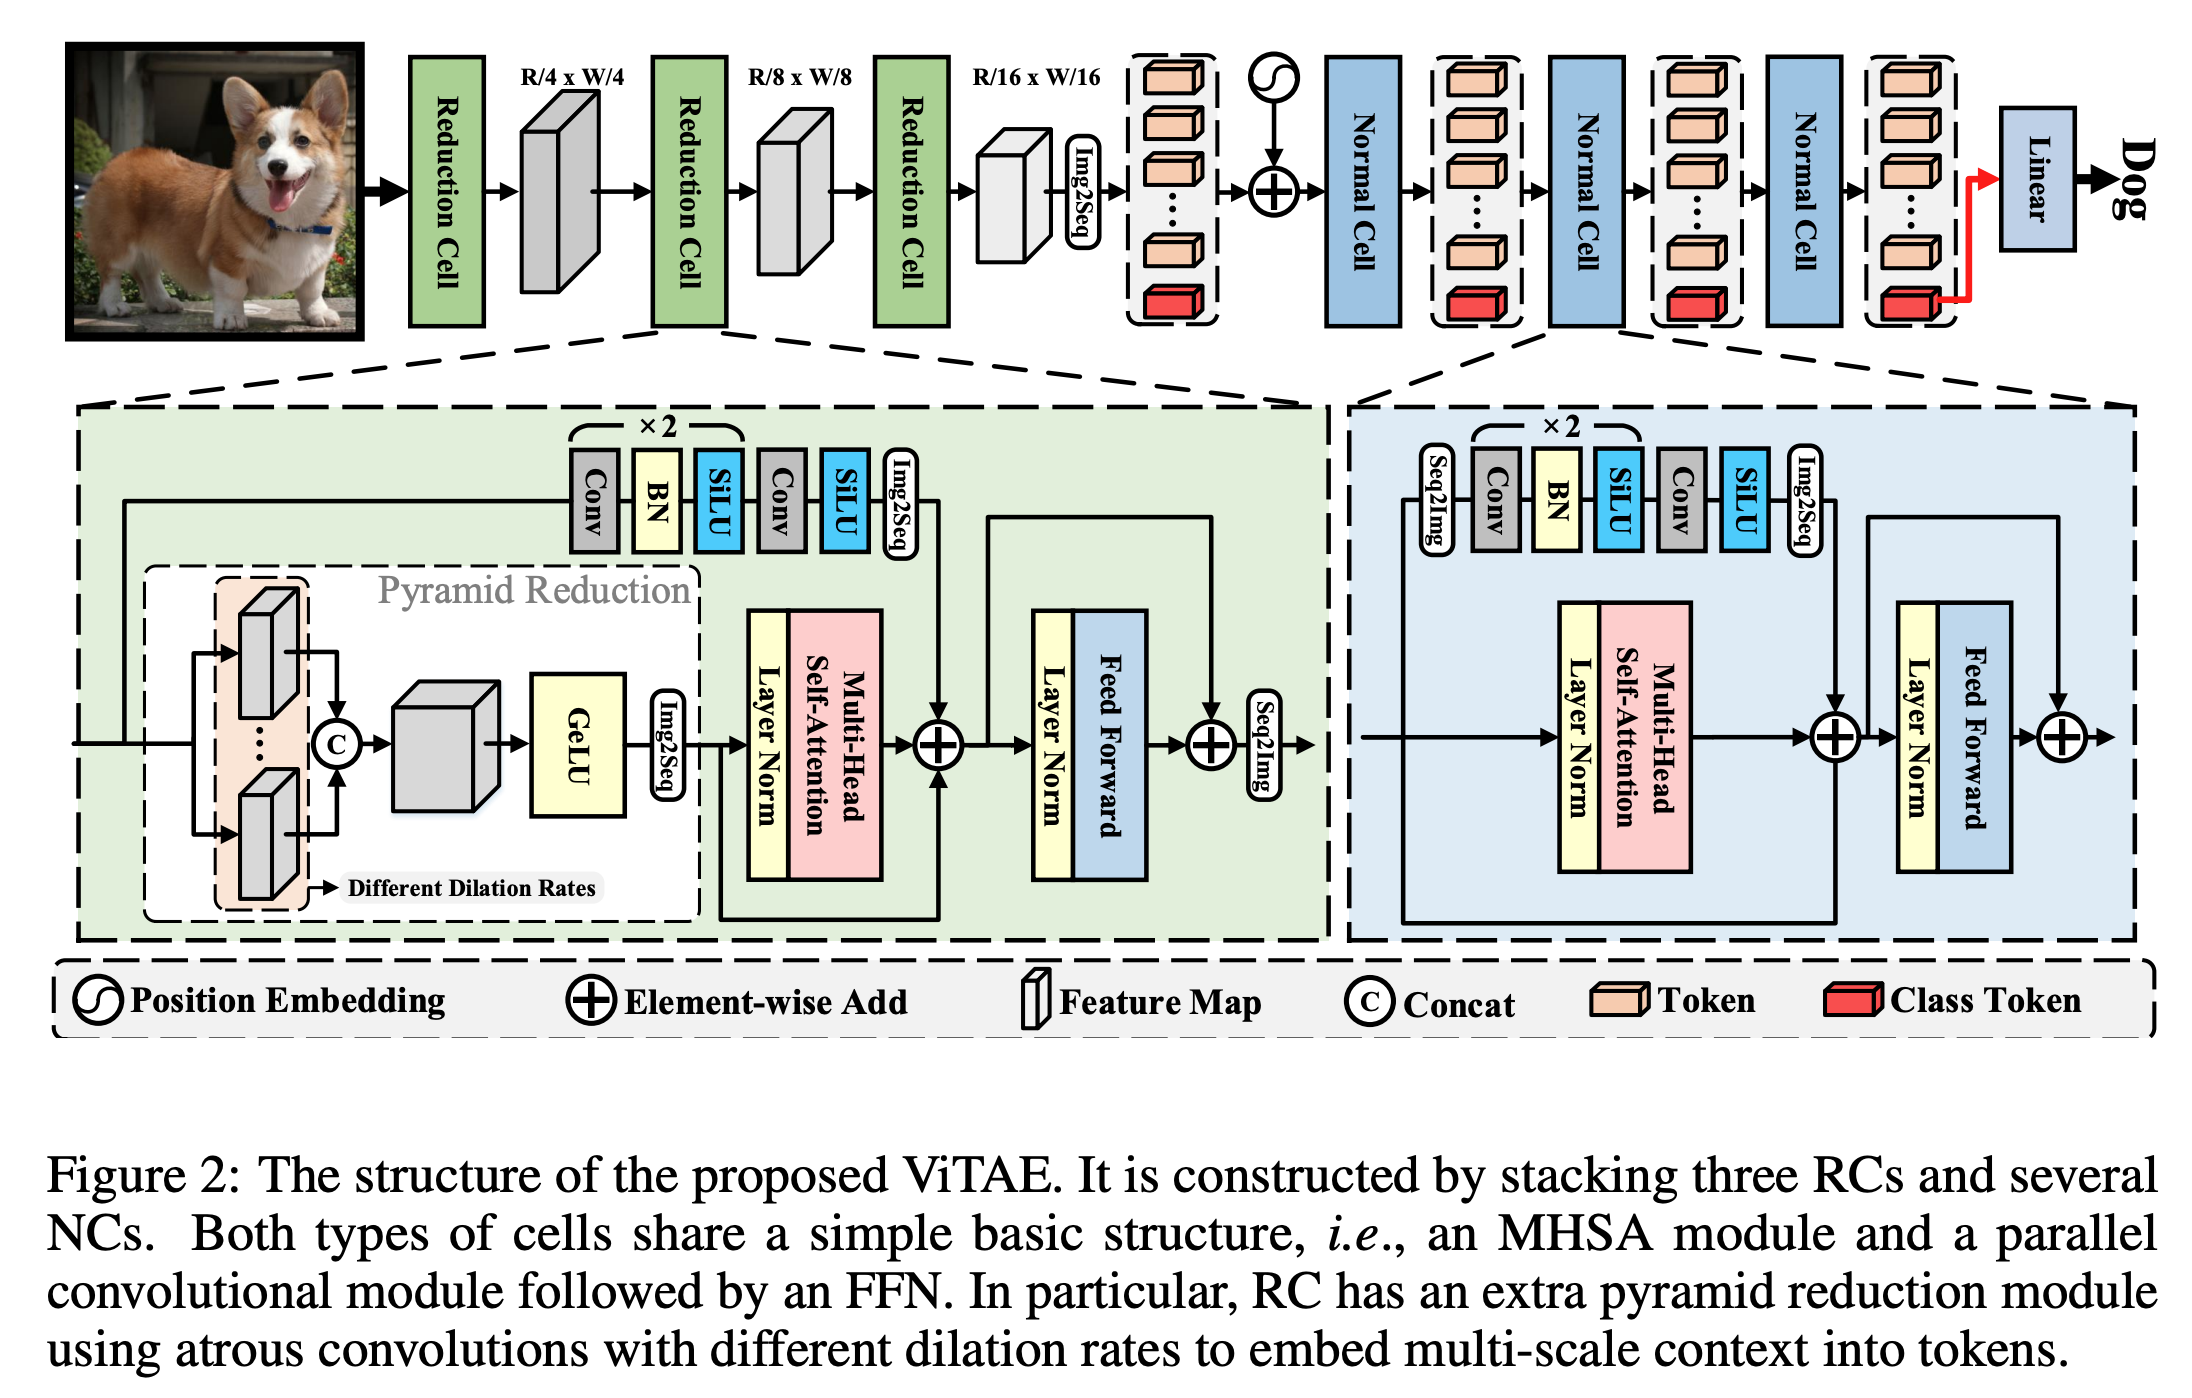 R/4 x W/4
R/8 x W/8
R/16 x W/16
Reduction Cell
Reduction Cell
Reduction Cell
Img2Seq
Normal Cell
Normal Cell
Normal Cell
Linear
Dog
×2
Conv
BN
SiLU
Conv
SiLU
Img2Seq
Pyramid Reduction
C
GeLU
Img2Seq
Layer Norm
Multi-Head
Self-Attention
Layer Norm
Feed Forward
Seq2Img
Different Dilation Rates
×2
Seq2Img
Conv
BN
SiLU
Conv
SiLU
Img2Seq
Layer Norm
Multi-Head
Self-Attention
Layer Norm
Feed Forward
Position Embedding
Element-wise Add
Feature Map
C Concat
Token
Class Token
Figure 2: The structure of the proposed ViTAE. It is constructed by stacking three RCs and several
NCs. Both types of cells share a simple basic structure, i.e., an MHSA module and a parallel
convolutional module followed by an FFN. In particular, RC has an extra pyramid reduction module
using atrous convolutions with different dilation rates to embed multi-scale context into tokens.